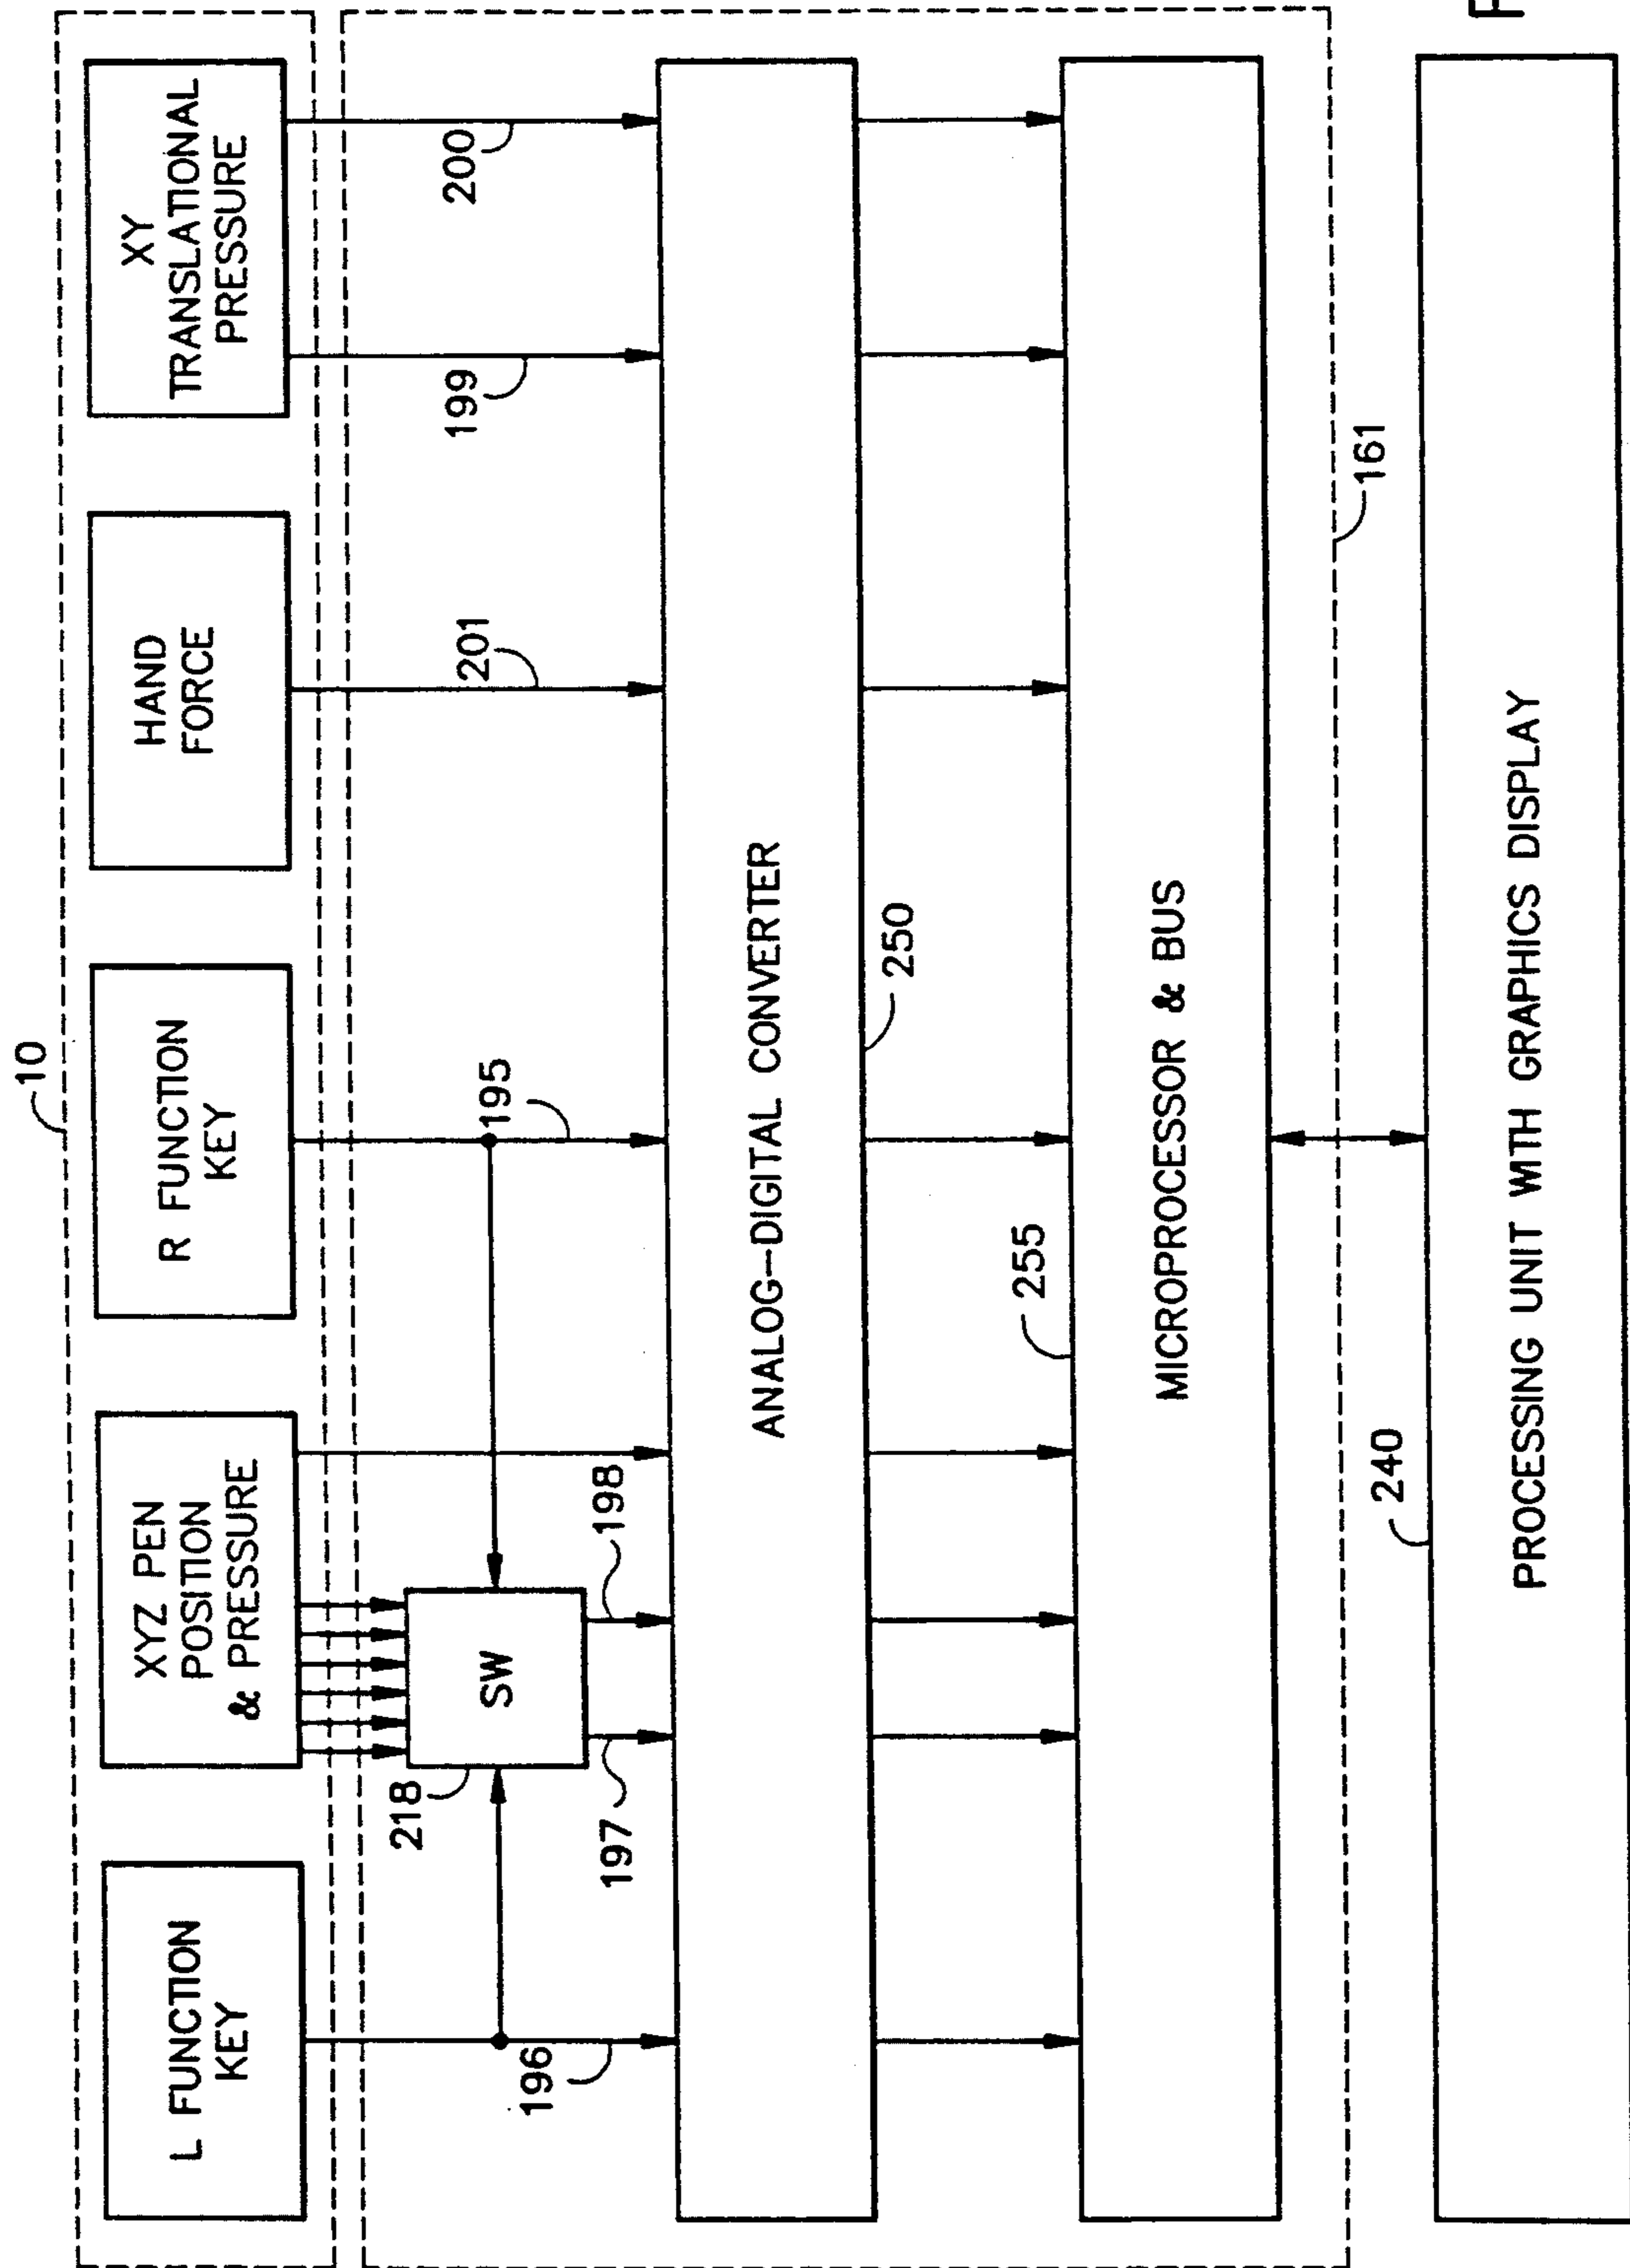 10
L FUNCTION
KEY
XYZ PEN
POSITION
& PRESSURE
R FUNCTION
KEY
HAND
FORCE
XY
TRANSLATIONAL
PRESSURE
196
218
SW
197
198
195
201
199
200
ANALOG-DIGITAL CONVERTER
250
255
MICROPROCESSOR & BUS
161
240
PROCESSING UNIT WTH GRAPHICS DISPLAY